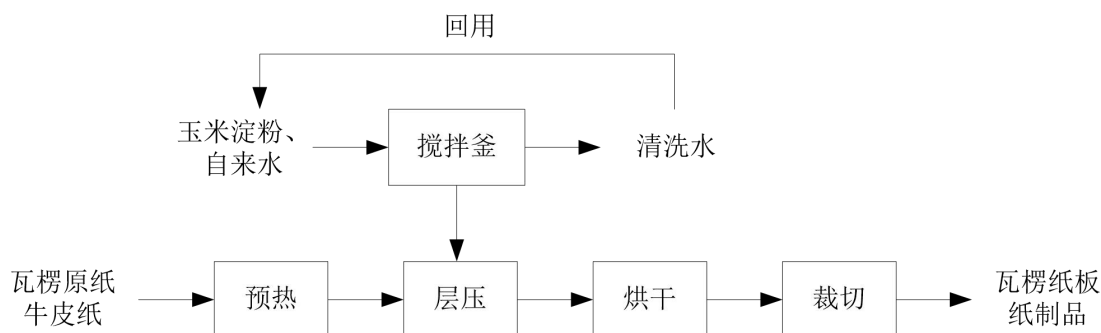 回用
玉米淀粉、
自来水
搅拌釜
清洗水
瓦楞原纸
牛皮纸
预热
层压
烘干
裁切
瓦楞纸板
纸制品